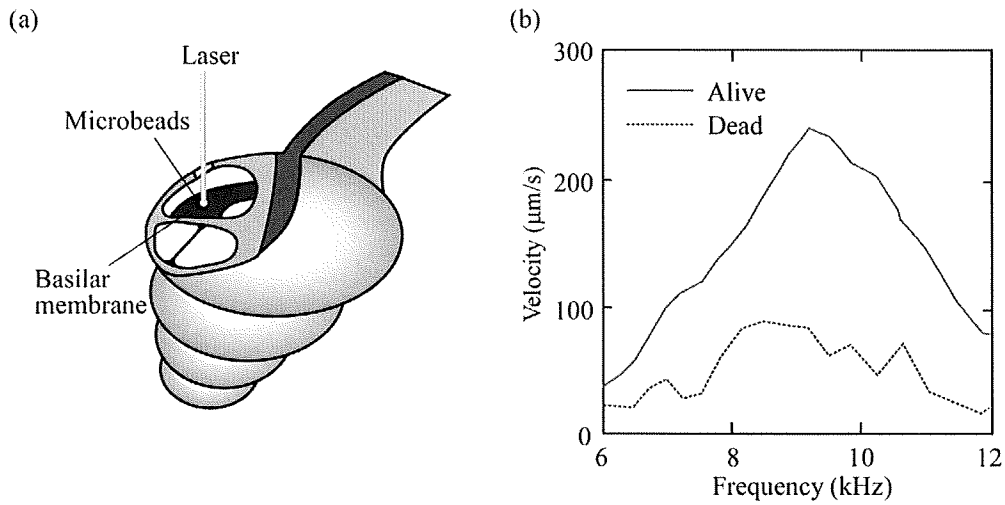 (a)
Laser
Microbeads
Basilar
membrane
(b)
300
200
100
0
Velocity (μm/s)
Alive
Dead
6
8
10
12
Frequency (kHz)